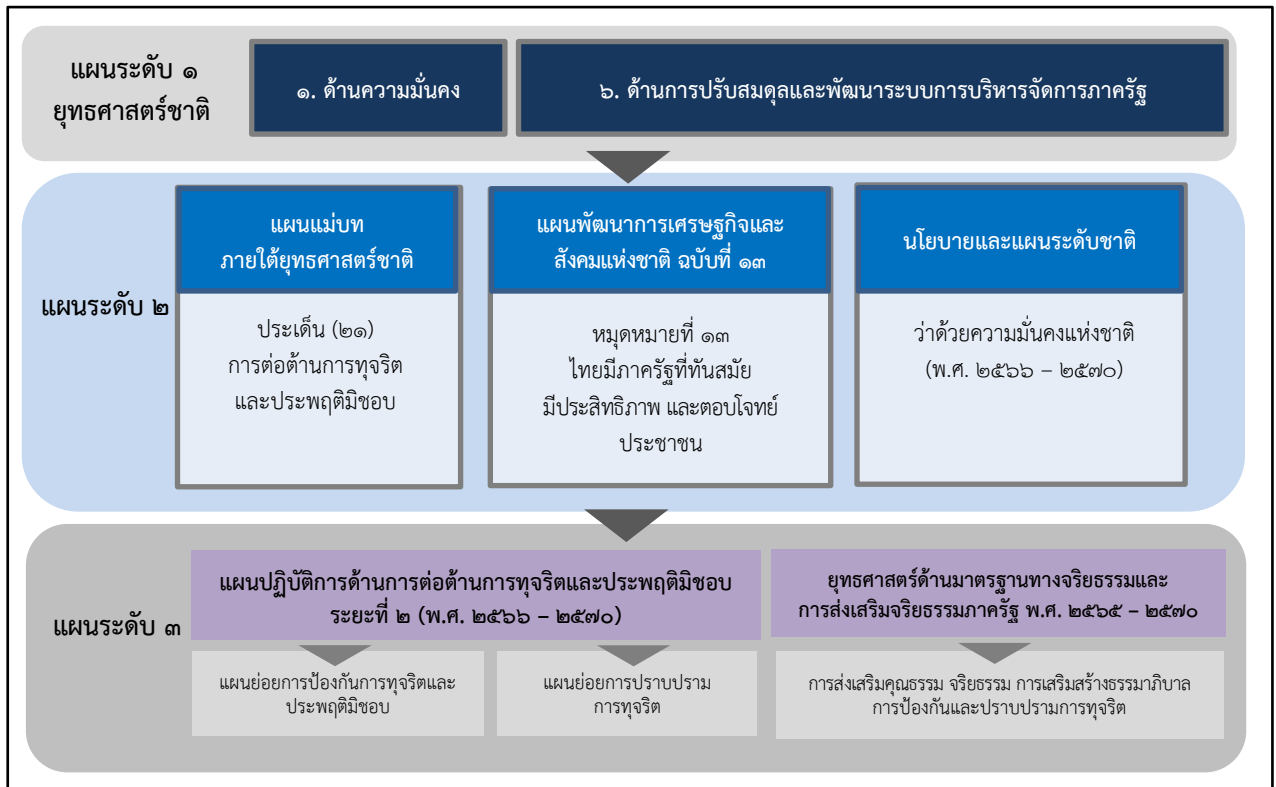 แผนระดับ ๑
ยุทธศาสตร์ชาติ
๑. ด้านความมั่นคง
๖. ด้านการปรับสมดุลและพัฒนาระบบการบริหารจัดการภาครัฐ
แผนระดับ ๒
แผนแม่บท
ภายใต้ยุทธศาสตร์ชาติ
ประเด็น (๒๑)
การต่อต้านการทุจริต
และประพฤติมิชอบ
แผนพัฒนาการเศรษฐกิจและ
สังคมแห่งชาติ ฉบับที่ ๑๓
หมุดหมายที่ ๑๓
ไทยมีภาครัฐที่ทันสมัย
มีประสิทธิภาพ และตอบโจทย์
ประชาชน
นโยบายและแผนระดับชาติ
ว่าด้วยความมั่นคงแห่งชาติ
(พ.ศ. ๒๕๖๖ – ๒๕๗๐)
แผนระดับ ๓
แผนปฏิบัติการด้านการต่อต้านการทุจริตและประพฤติมิชอบ
ระยะที่ ๒ (พ.ศ. ๒๕๖๖ – ๒๕๗๐)
แผนย่อยการป้องกันการทุจริตและ
ประพฤติมิชอบ
แผนย่อยการปราบปราม
การทุจริต
ยุทธศาสตร์ด้านมาตรฐานทางจริยธรรมและ
การส่งเสริมจริยธรรมภาครัฐ พ.ศ. ๒๕๖๕ – ๒๕๗๐
การส่งเสริมคุณธรรม จริยธรรม การเสริมสร้างธรรมาภิบาล
การป้องกันและปราบปรามการทุจริต